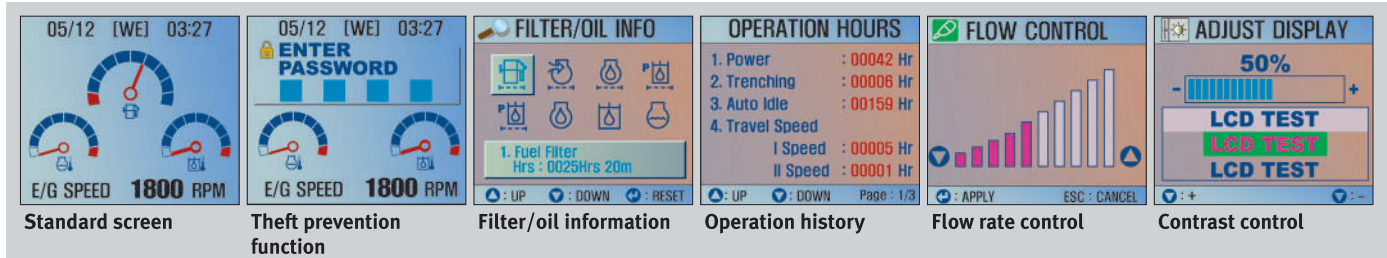 05/12 [WE] 03:27
E/G SPEED 1800 RPM
Standard screen
05/12 [WE] 03:27
ENTER
PASSWORD
E/G SPEED 1800 RPM
Theft prevention
function
FILTER/OIL INFO
P
P
1. Fuel Filter
Hrs : 0025Hrs 20m
: UP : DOWN : RESET
Filter/oil information
OPERATION HOURS
1. Power : 00042 Hr
2. Trenching : 00006 Hr
3. Auto Idle : 00159 Hr
4. Travel Speed
I Speed : 00005 Hr
II Speed : 00001 Hr
: UP : DOWN Page : 1/3
Operation history
FLOW CONTROL
: APPLY ESC : CANCEL
Flow rate control
ADJUST DISPLAY
50%
- +
LCD TEST
LCD TEST
LCD TEST
: + : -
Contrast control